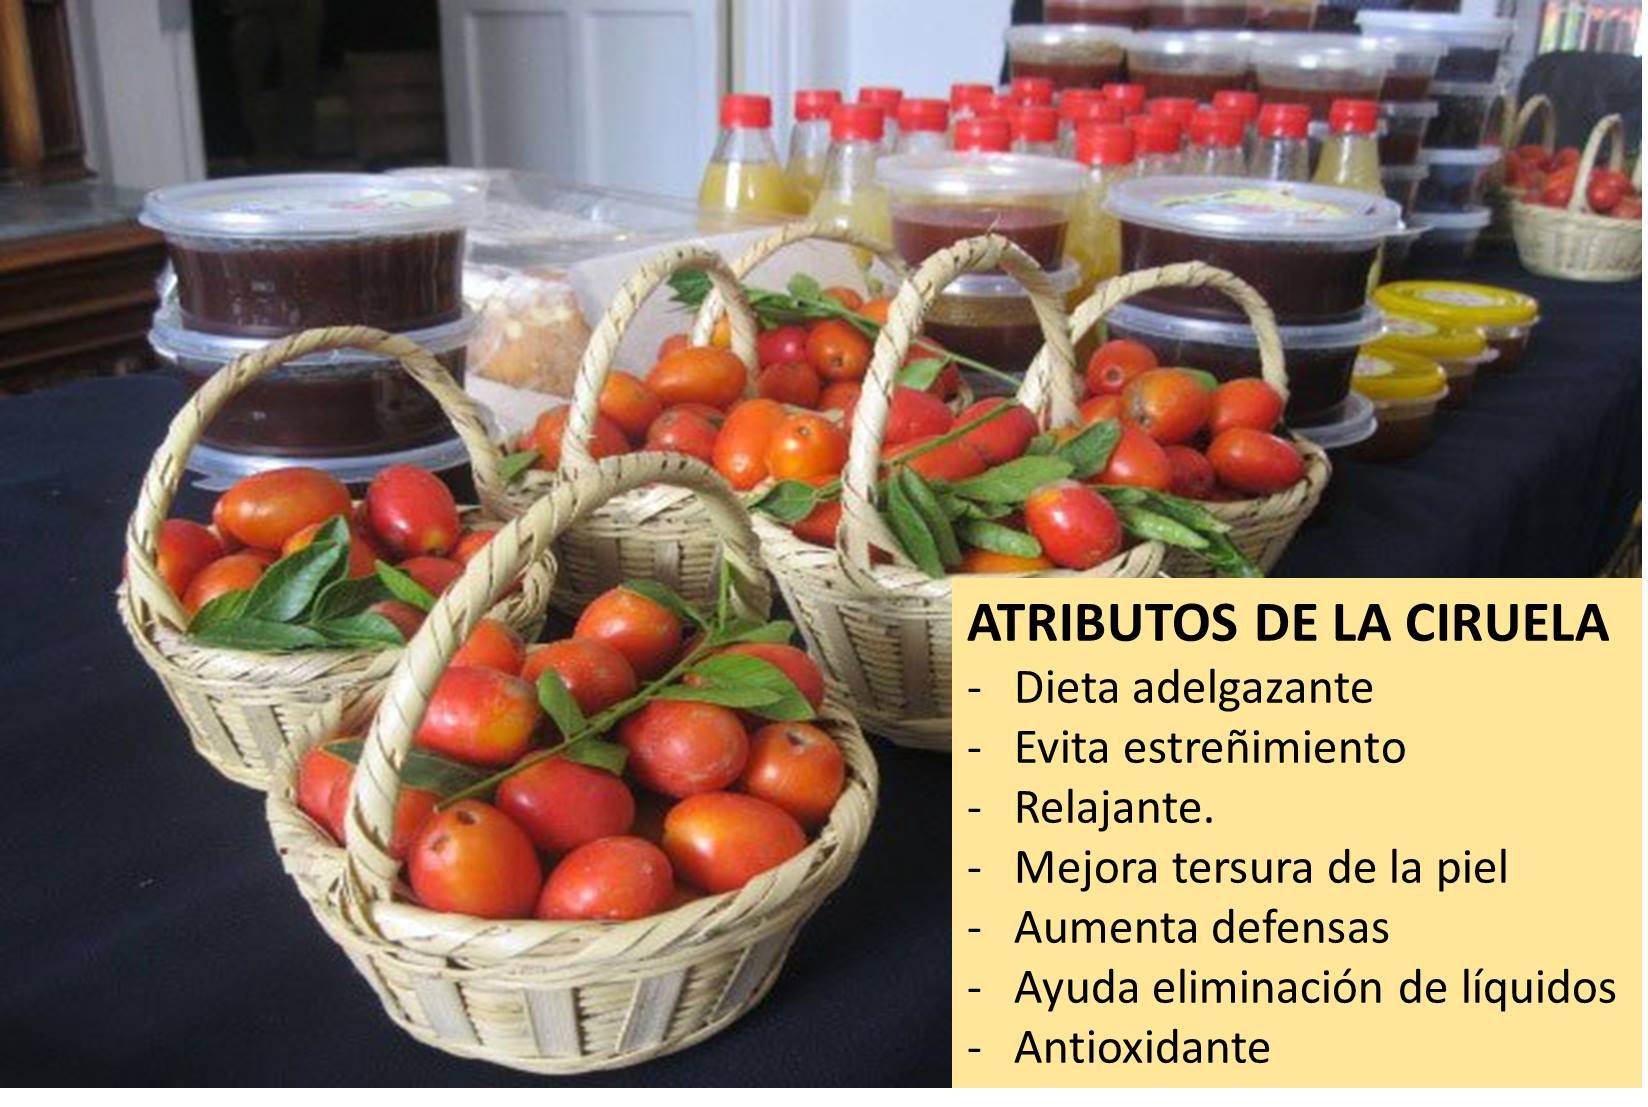 ATRIBUTOS DE LA CIRUELA
- Dieta adelgazante
- Evita estreñimiento
- Relajante.
- Mejora tersura de la piel
- Aumenta defensas
- Ayuda eliminación de líquidos
- Antioxidante